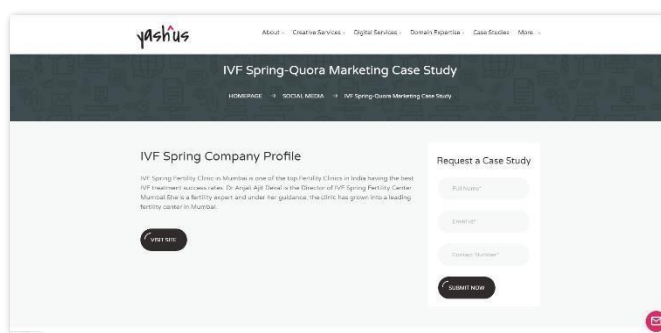 yashus
About Creative Services Digital Services Domain Expertise Case Studies More
IVF Spring-Quora Marketing Case Study
HOMEPAGE → SOCIAL MEDIA → IVF Spring-Quora Marketing Case Study
IVF Spring Company Profile
Request a Case Study
IVF Spring Fertility Clinic in Mumbai is one of the top Fertility Clinics in India having the best
IVF treatment success rates. Dr Anjali Ajit Desai is the Director of IVF Spring Fertility Center
Mumbai She is a fertility expert and under her guidance, the clinic has grown into a leading
fertility center in Mumbai.
Full Name*
Email Id*
Contact Number*
VISIT SITE
SUBMIT NOW